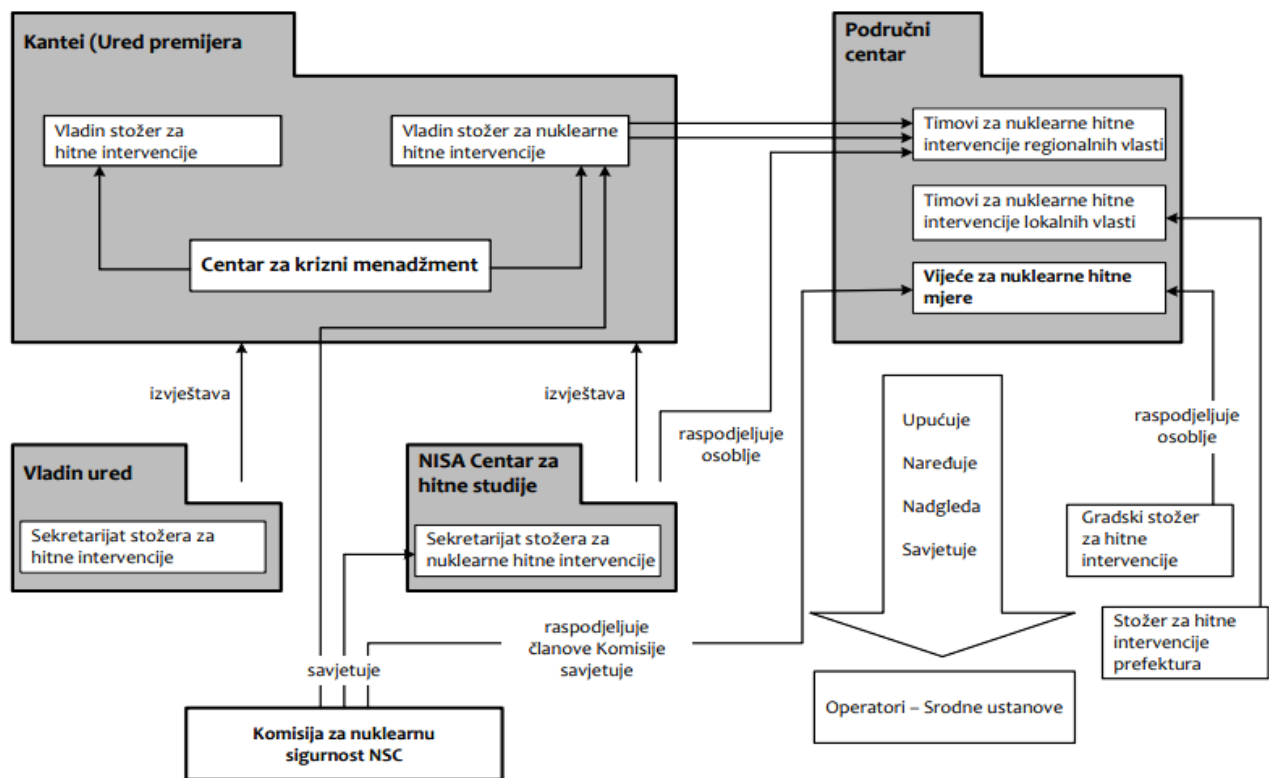 Kantei (Ured premijera
Vladin stožer za
hitne intervencije
Vladin stožer za nuklearne
hitne intervencije
Centar za krizni menadžment
Područni
centar
Timovi za nuklearne hitne
intervencije regionalnih vlasti
Timovi za nuklearne hitne
intervencije lokalnih vlasti
Vijeće za nuklearne hitne
mjere
izvještava
izvještava
raspodjeljuje
osoblje
raspodjeljuje
osoblje
Vladin ured
Sekretarijat stožera za
hitne intervencije
NISA Centar za
hitne studije
Sekretarijat stožera za
nuklearne hitne intervencije
Upućuje
Naređuje
Nadgleda
Savjetuje
Gradski stožer
za hitne
intervencije
Stožer za hitne
intervencije
prefektura
savjetuje
raspodjeljuje
članove Komisije
savjetuje
Operatori – Srodne ustanove
Komisija za nuklearnu
sigurnost NSC